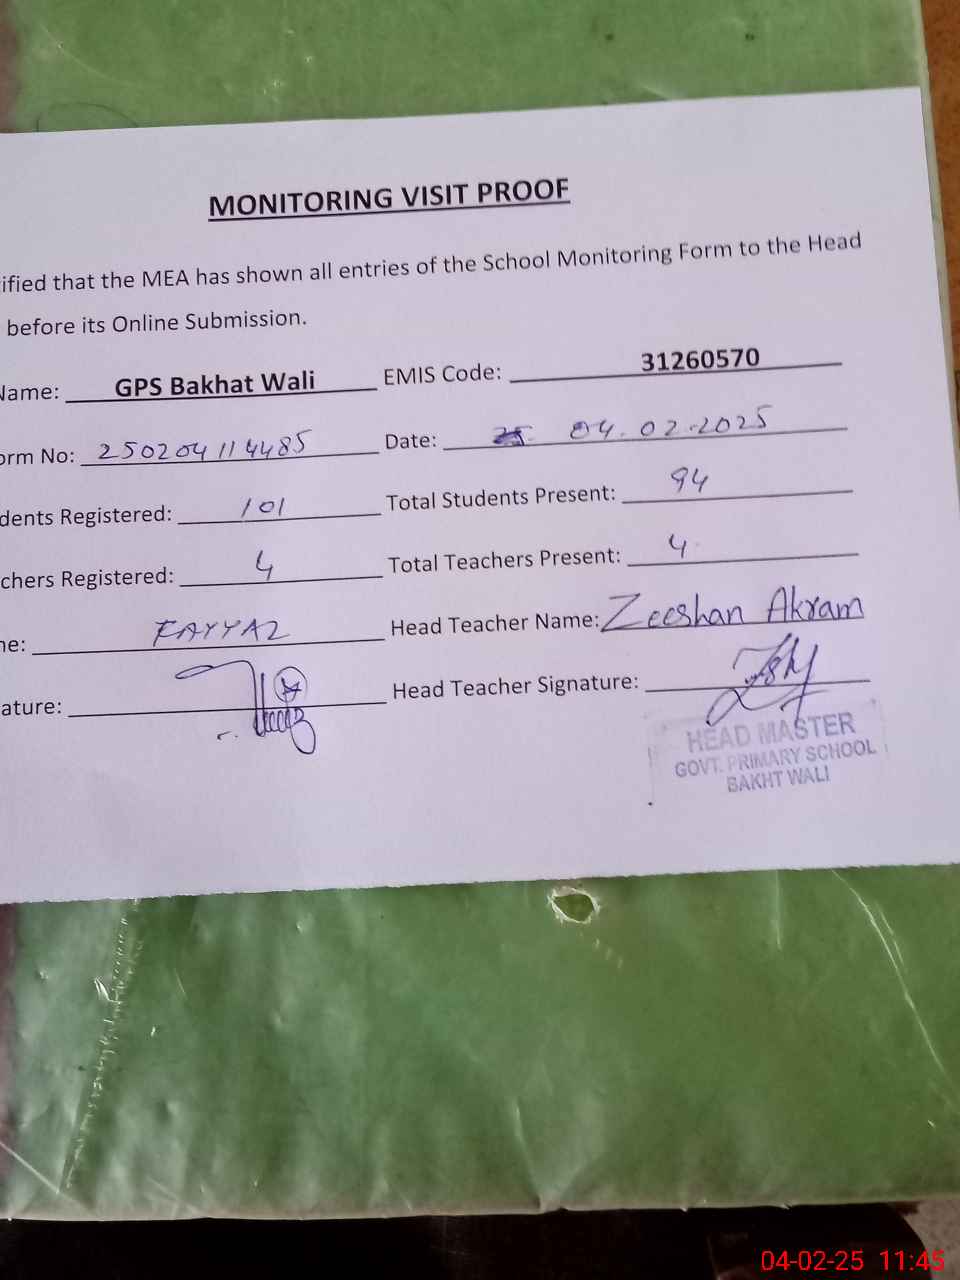 MONITORING VISIT PROOF
ified that the MEA has shown all entries of the School Monitoring Form to the Head
before its Online Submission.
Name: GPS Bakhat Wali EMIS Code: 31260570
orm No: 250204114485 Date: 04.02.2025
dents Registered: 101 Total Students Present: 94
chers Registered: 4 Total Teachers Present: 4
ne: FAYYAZ Head Teacher Name: Zeeshan Akram
ature: Head Teacher Signature:
HEAD MASTER
GOVT. PRIMARY SCHOOL
BAKHT WALI
04-02-25 11:45